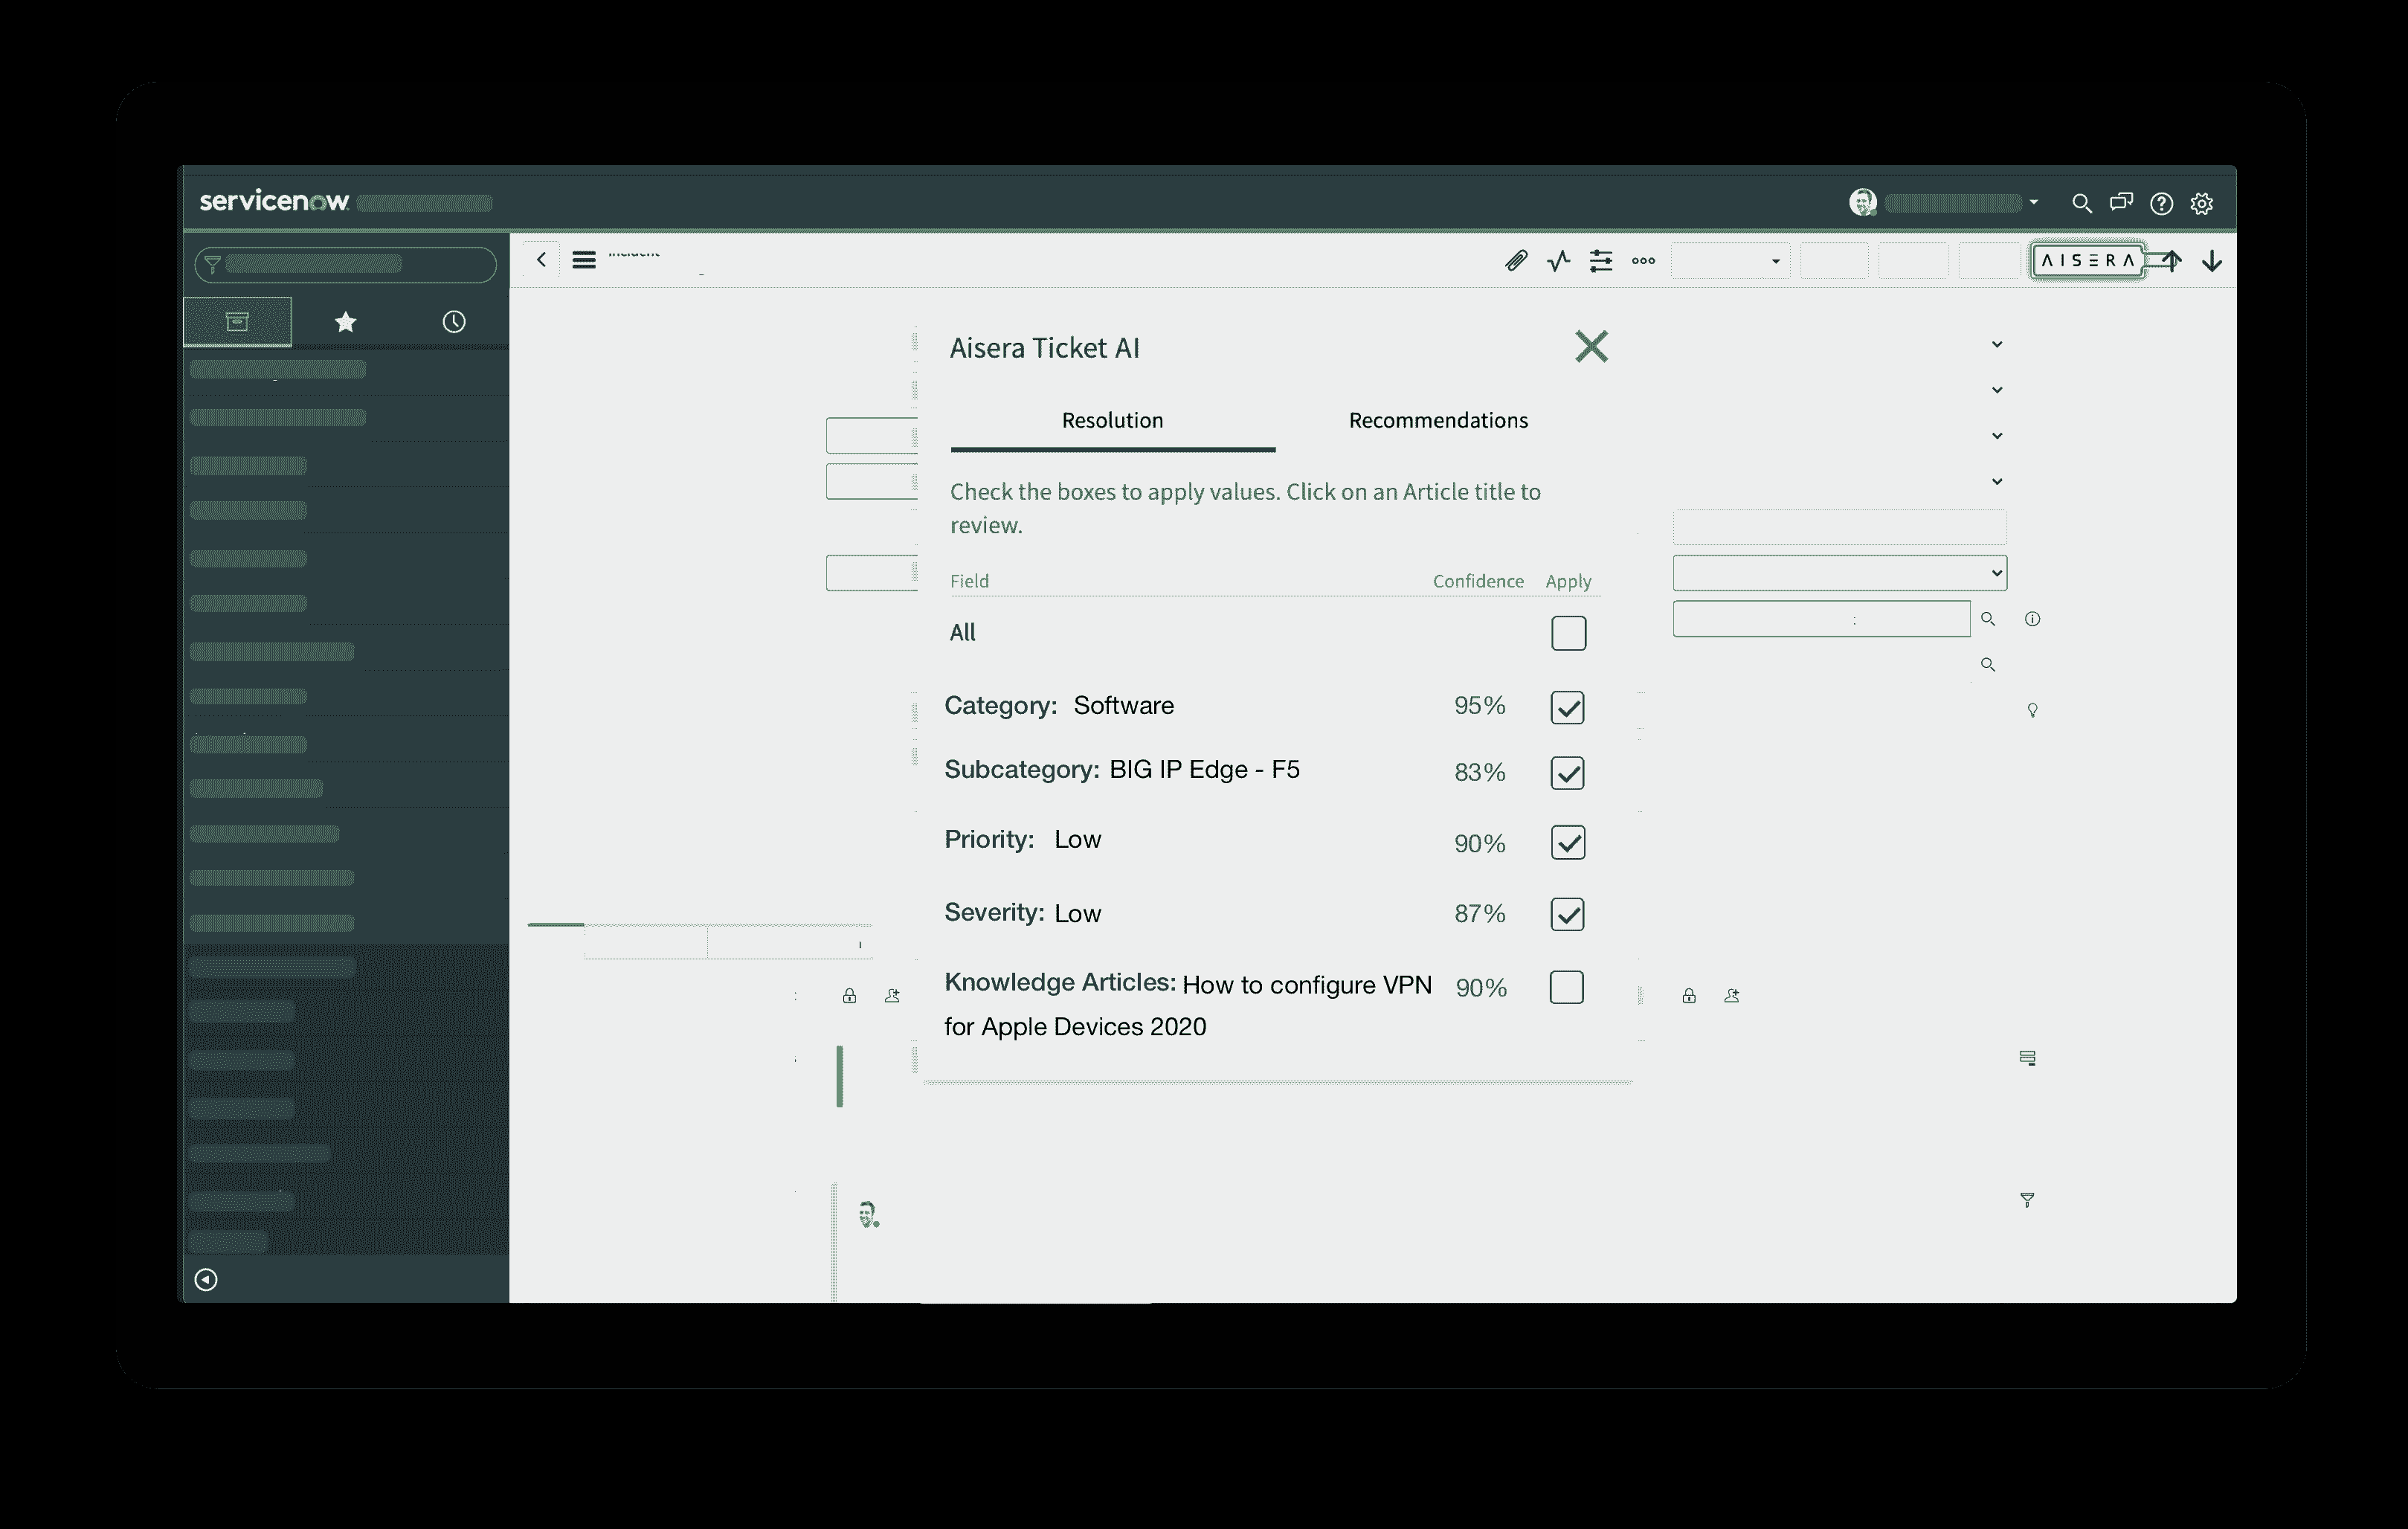 servicenow
Incident
AISERA
Aisera Ticket AI
Resolution Recommendations
Check the boxes to apply values. Click on an Article title to
review.
Field Confidence Apply
All
Category: Software 95%
Subcategory: BIG IP Edge - F5 83%
Priority: Low 90%
Severity: Low 87%
Knowledge Articles: How to configure VPN 90%
for Apple Devices 2020